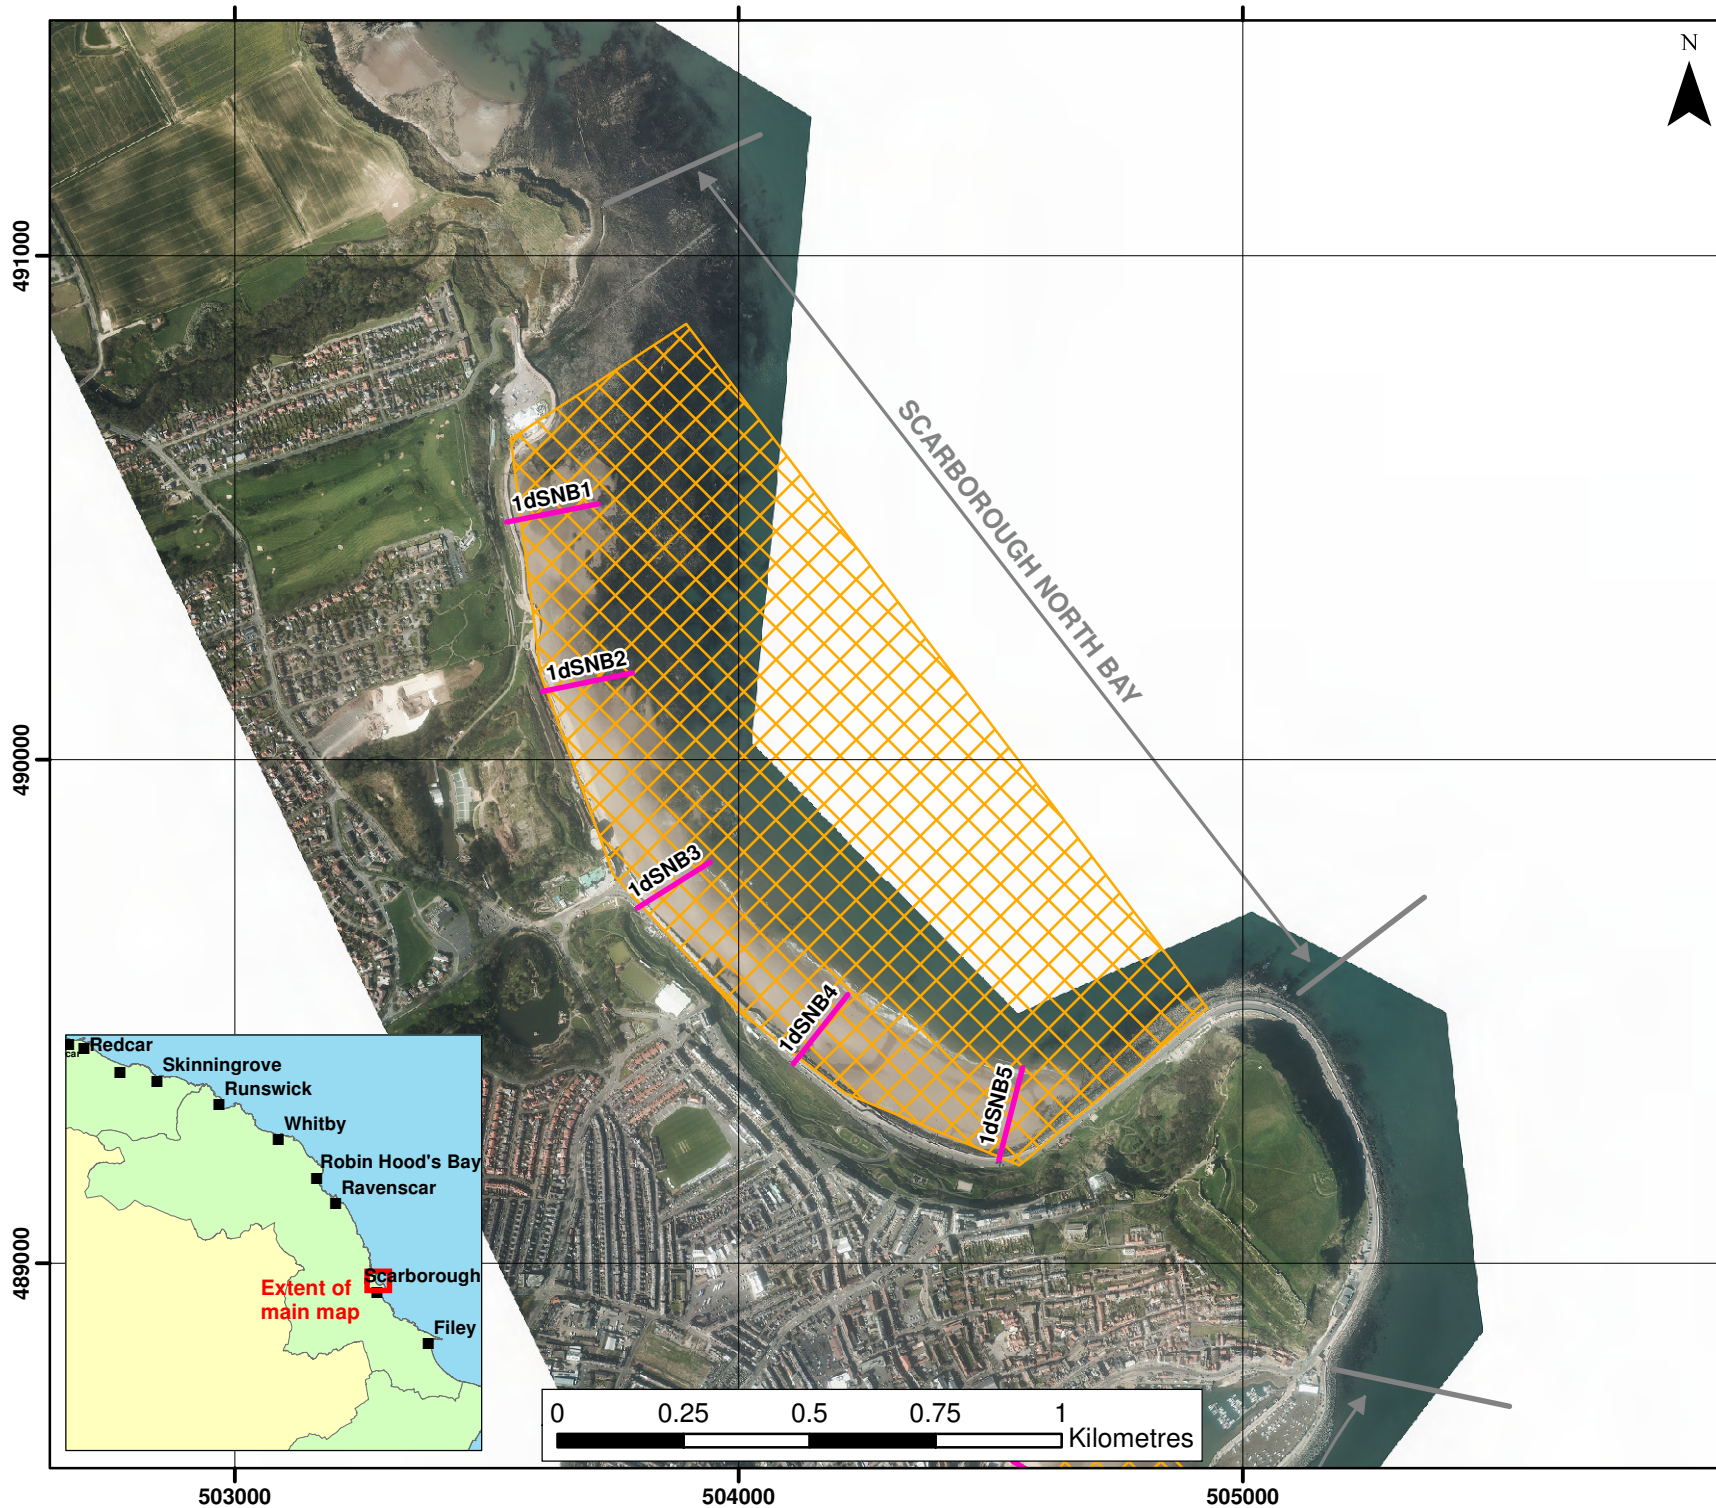 N
491000
490000
489000
503000
504000
505000
SCARBOROUGH NORTH BAY
1dSNB1
1dSNB2
1dSNB3
1dSNB4
1dSNB5
car
Redcar
Skinningrove
Runswick
Whitby
Robin Hood's Bay
Ravenscar
Scarborough
Extent of
main map
Filey
0 0.25 0.5 0.75 1
Kilometres